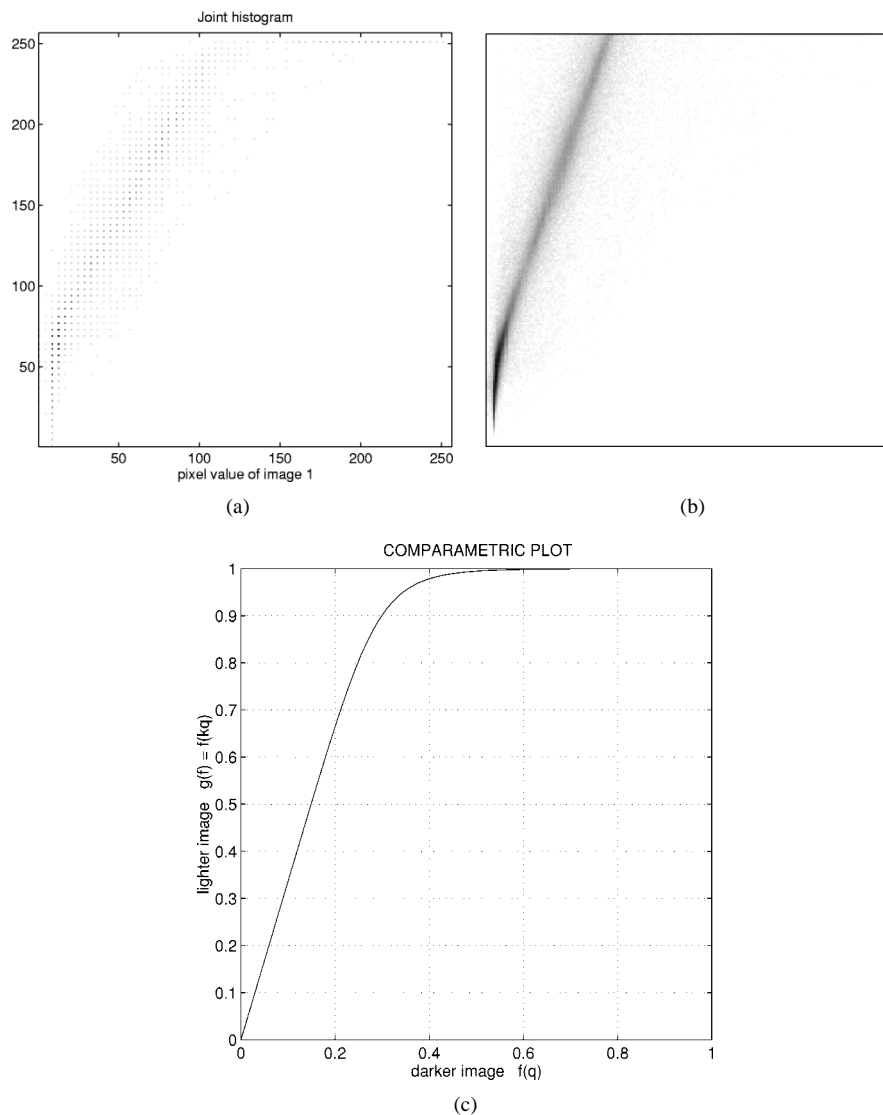 Joint histogram
250
200
150
100
50
50 100 150 200 250
pixel value of image 1
(a)
(b)
COMPARAMETRIC PLOT
1
0.9
0.8
0.7
0.6
0.5
0.4
0.3
0.2
0.1
0
lighter image g(f) = f(kq)
0 0.2 0.4 0.6 0.8 1
darker image f(q)
(c)